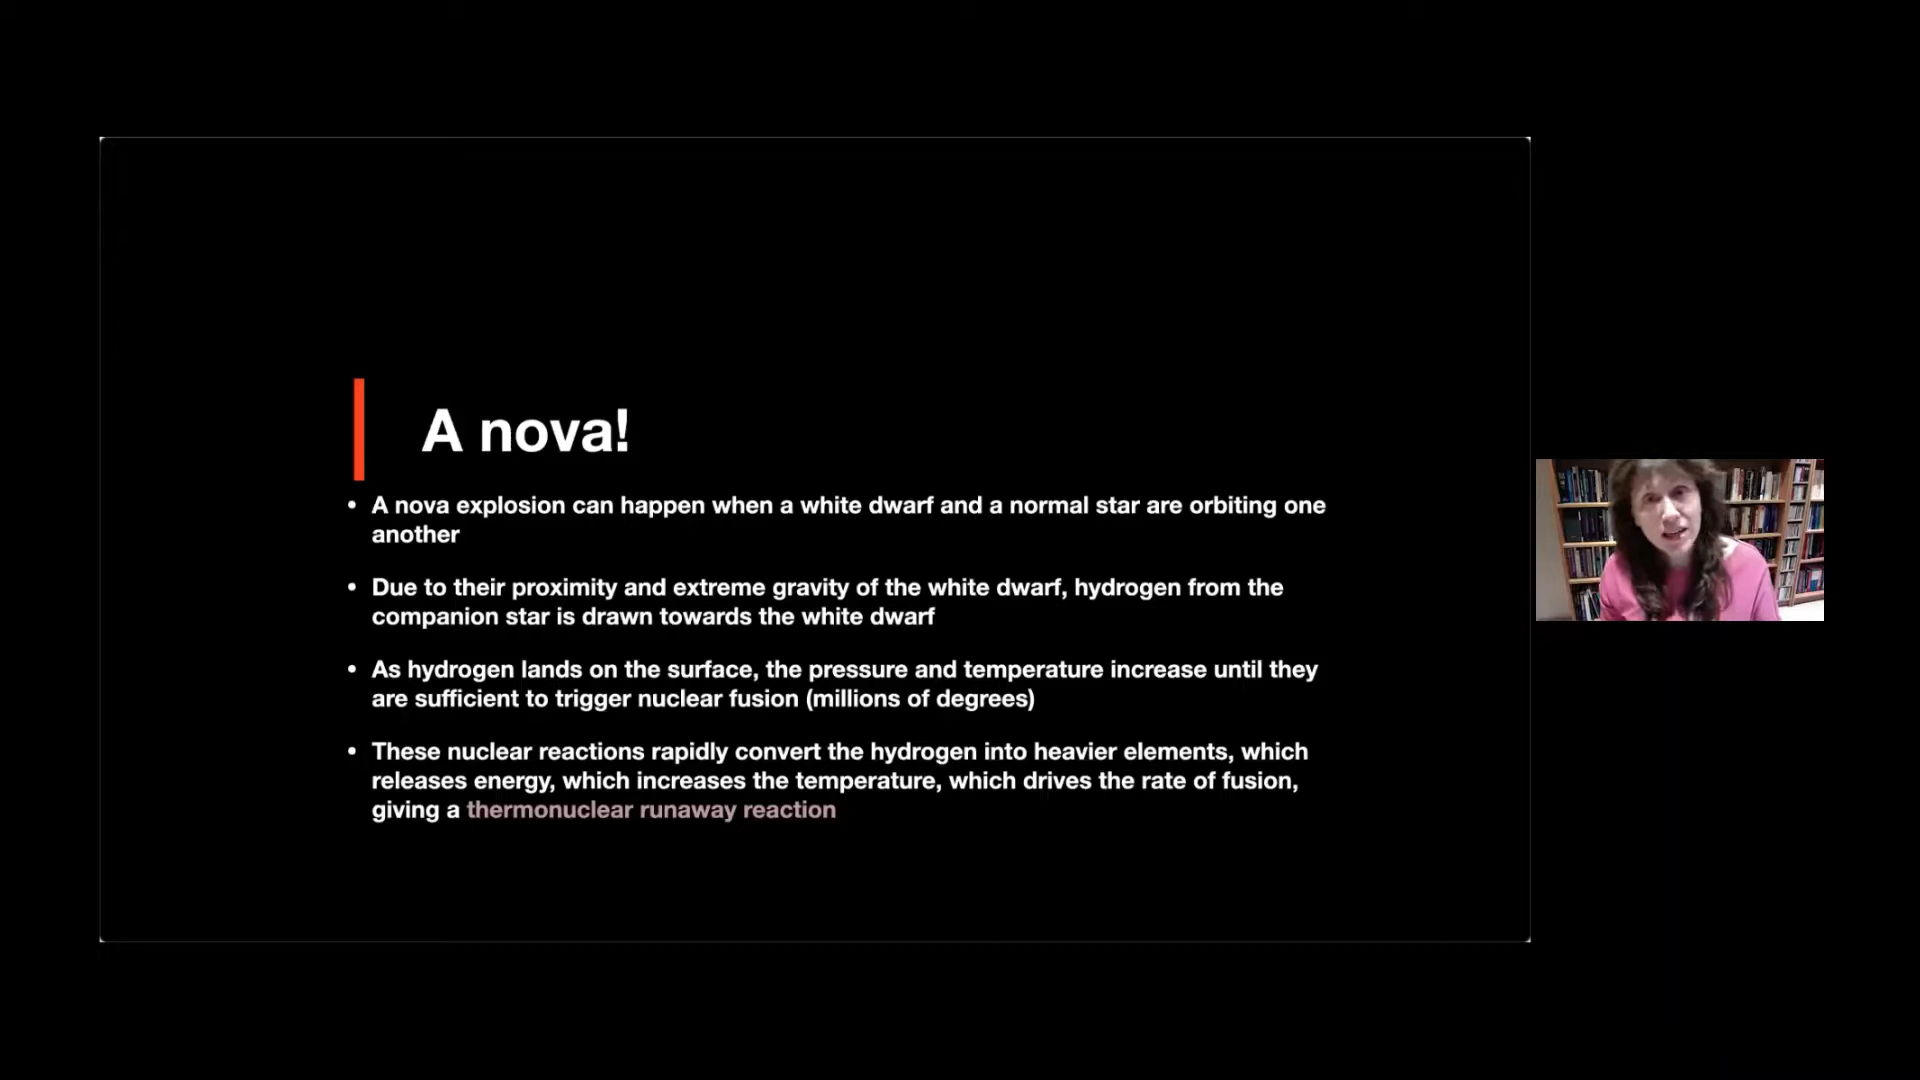 A nova!
• A nova explosion can happen when a white dwarf and a normal star are orbiting one
another
• Due to their proximity and extreme gravity of the white dwarf, hydrogen from the
companion star is drawn towards the white dwarf
• As hydrogen lands on the surface, the pressure and temperature increase until they
are sufficient to trigger nuclear fusion (millions of degrees)
• These nuclear reactions rapidly convert the hydrogen into heavier elements, which
releases energy, which increases the temperature, which drives the rate of fusion,
giving a thermonuclear runaway reaction